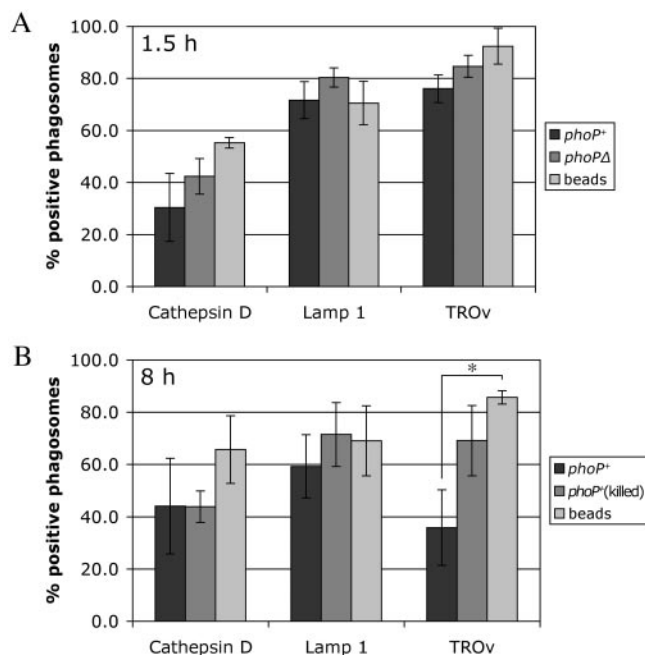 A
1.5 h
100.0
80.0
60.0
40.0
20.0
0.0
% positive phagosomes
Cathepsin D
Lamp 1
TROv
phoP⁺
phoPΔ
beads
B
8 h
*
100.0
80.0
60.0
40.0
20.0
0.0
% positive phagosomes
Cathepsin D
Lamp 1
TROv
phoP⁺
phoP⁺(killed)
beads